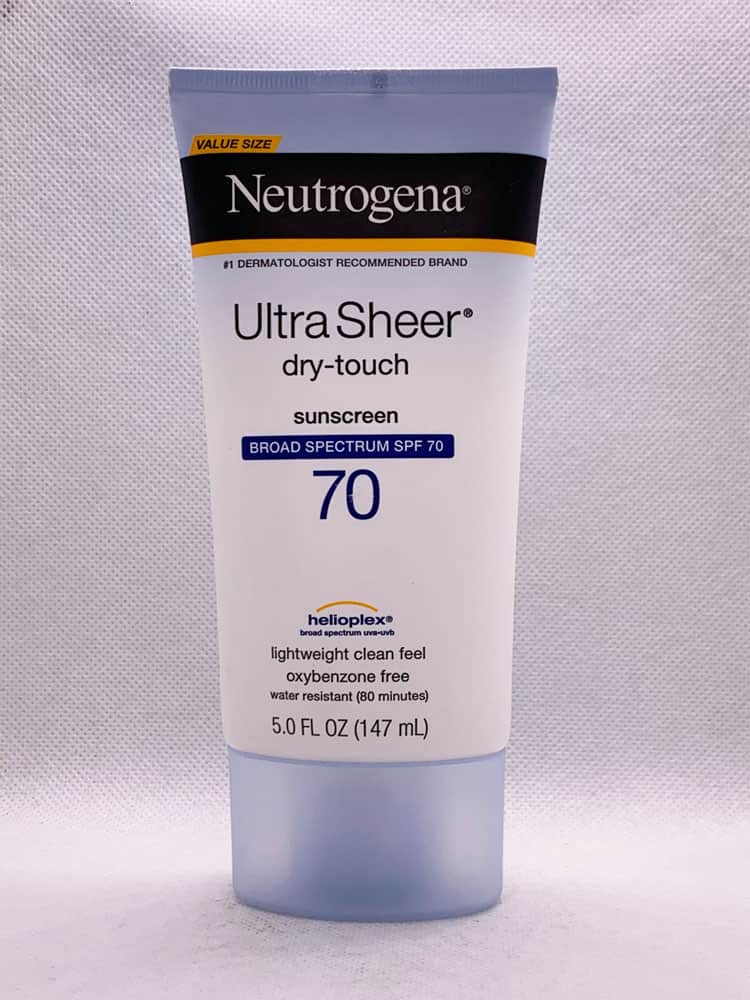 VALUE SIZE
Neutrogena®
#1 DERMATOLOGIST RECOMMENDED BRAND
Ultra Sheer®
dry-touch
sunscreen
BROAD SPECTRUM SPF 70
70
helioplex®
broad spectrum uva•uvb
lightweight clean feel
oxybenzone free
water resistant (80 minutes)
5.0 FL OZ (147 mL)